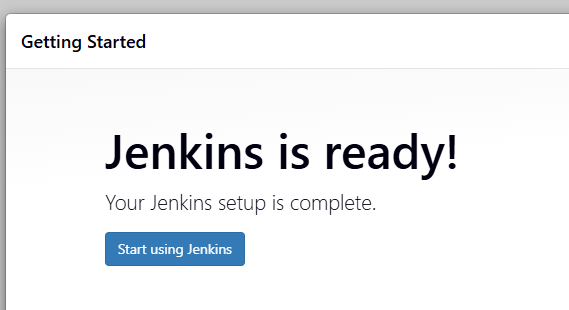 Getting Started
Jenkins is ready!
Your Jenkins setup is complete.
Start using Jenkins